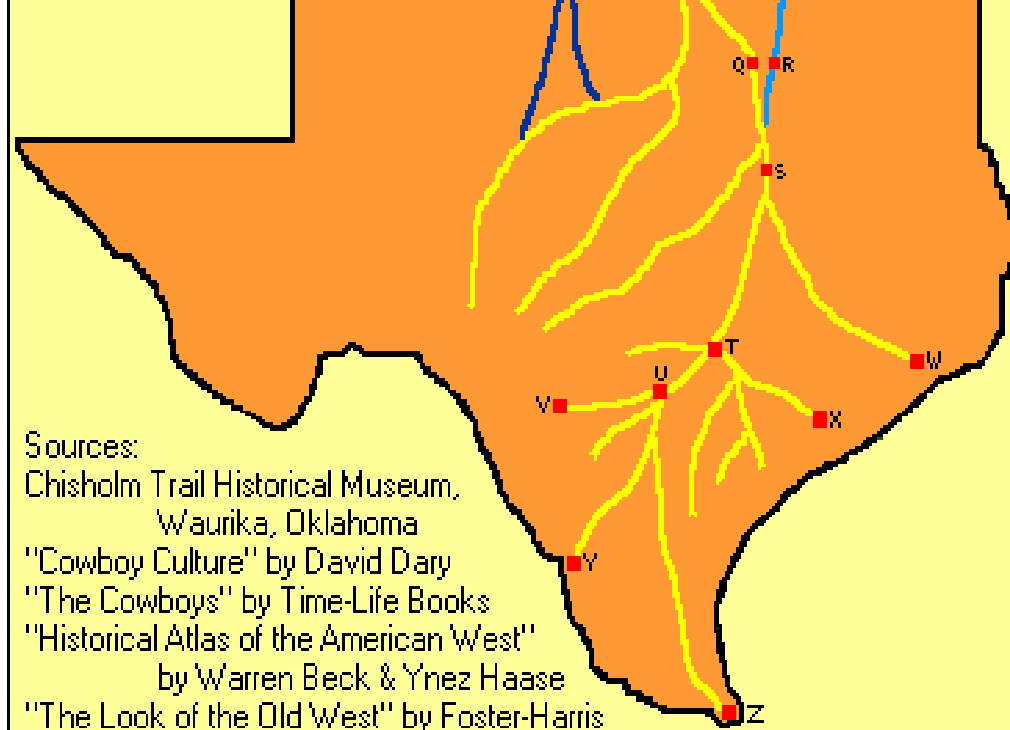 Q R
S
T
U
W
V
X
Sources:
Chisholm Trail Historical Museum,
Waurika, Oklahoma
"Cowboy Culture" by David Dary
Y
"The Cowboys" by Time-Life Books
"Historical Atlas of the American West"
by Warren Beck & Ynez Haase
"The Look of the Old West" by Foster-Harris
Z